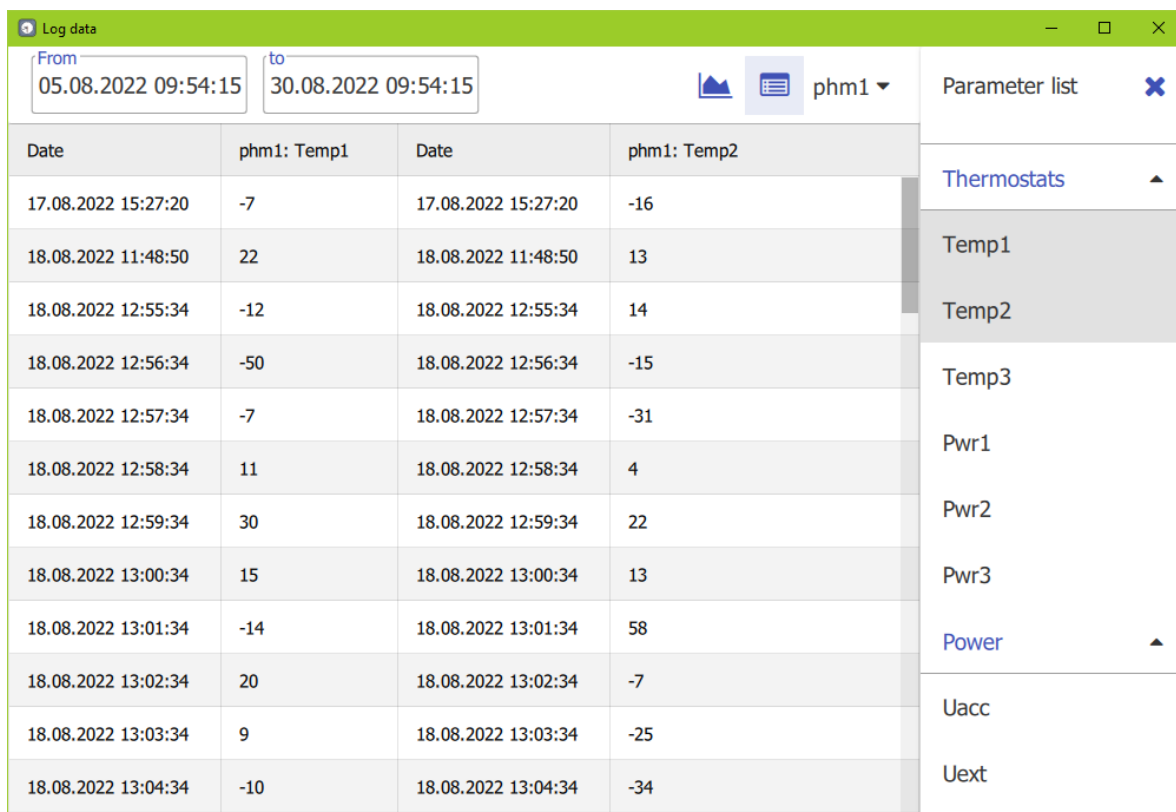 Log data
From
to
05.08.2022 09:54:15 30.08.2022 09:54:15 phm1
Date phm1: Temp1 Date phm1: Temp2
17.08.2022 15:27:20 -7 17.08.2022 15:27:20 -16
18.08.2022 11:48:50 22 18.08.2022 11:48:50 13
18.08.2022 12:55:34 -12 18.08.2022 12:55:34 14
18.08.2022 12:56:34 -50 18.08.2022 12:56:34 -15
18.08.2022 12:57:34 -7 18.08.2022 12:57:34 -31
18.08.2022 12:58:34 11 18.08.2022 12:58:34 4
18.08.2022 12:59:34 30 18.08.2022 12:59:34 22
18.08.2022 13:00:34 15 18.08.2022 13:00:34 13
18.08.2022 13:01:34 -14 18.08.2022 13:01:34 58
18.08.2022 13:02:34 20 18.08.2022 13:02:34 -7
18.08.2022 13:03:34 9 18.08.2022 13:03:34 -25
18.08.2022 13:04:34 -10 18.08.2022 13:04:34 -34
Parameter list
Thermostats
Temp1
Temp2
Temp3
Pwr1
Pwr2
Pwr3
Power
Uacc
Uext